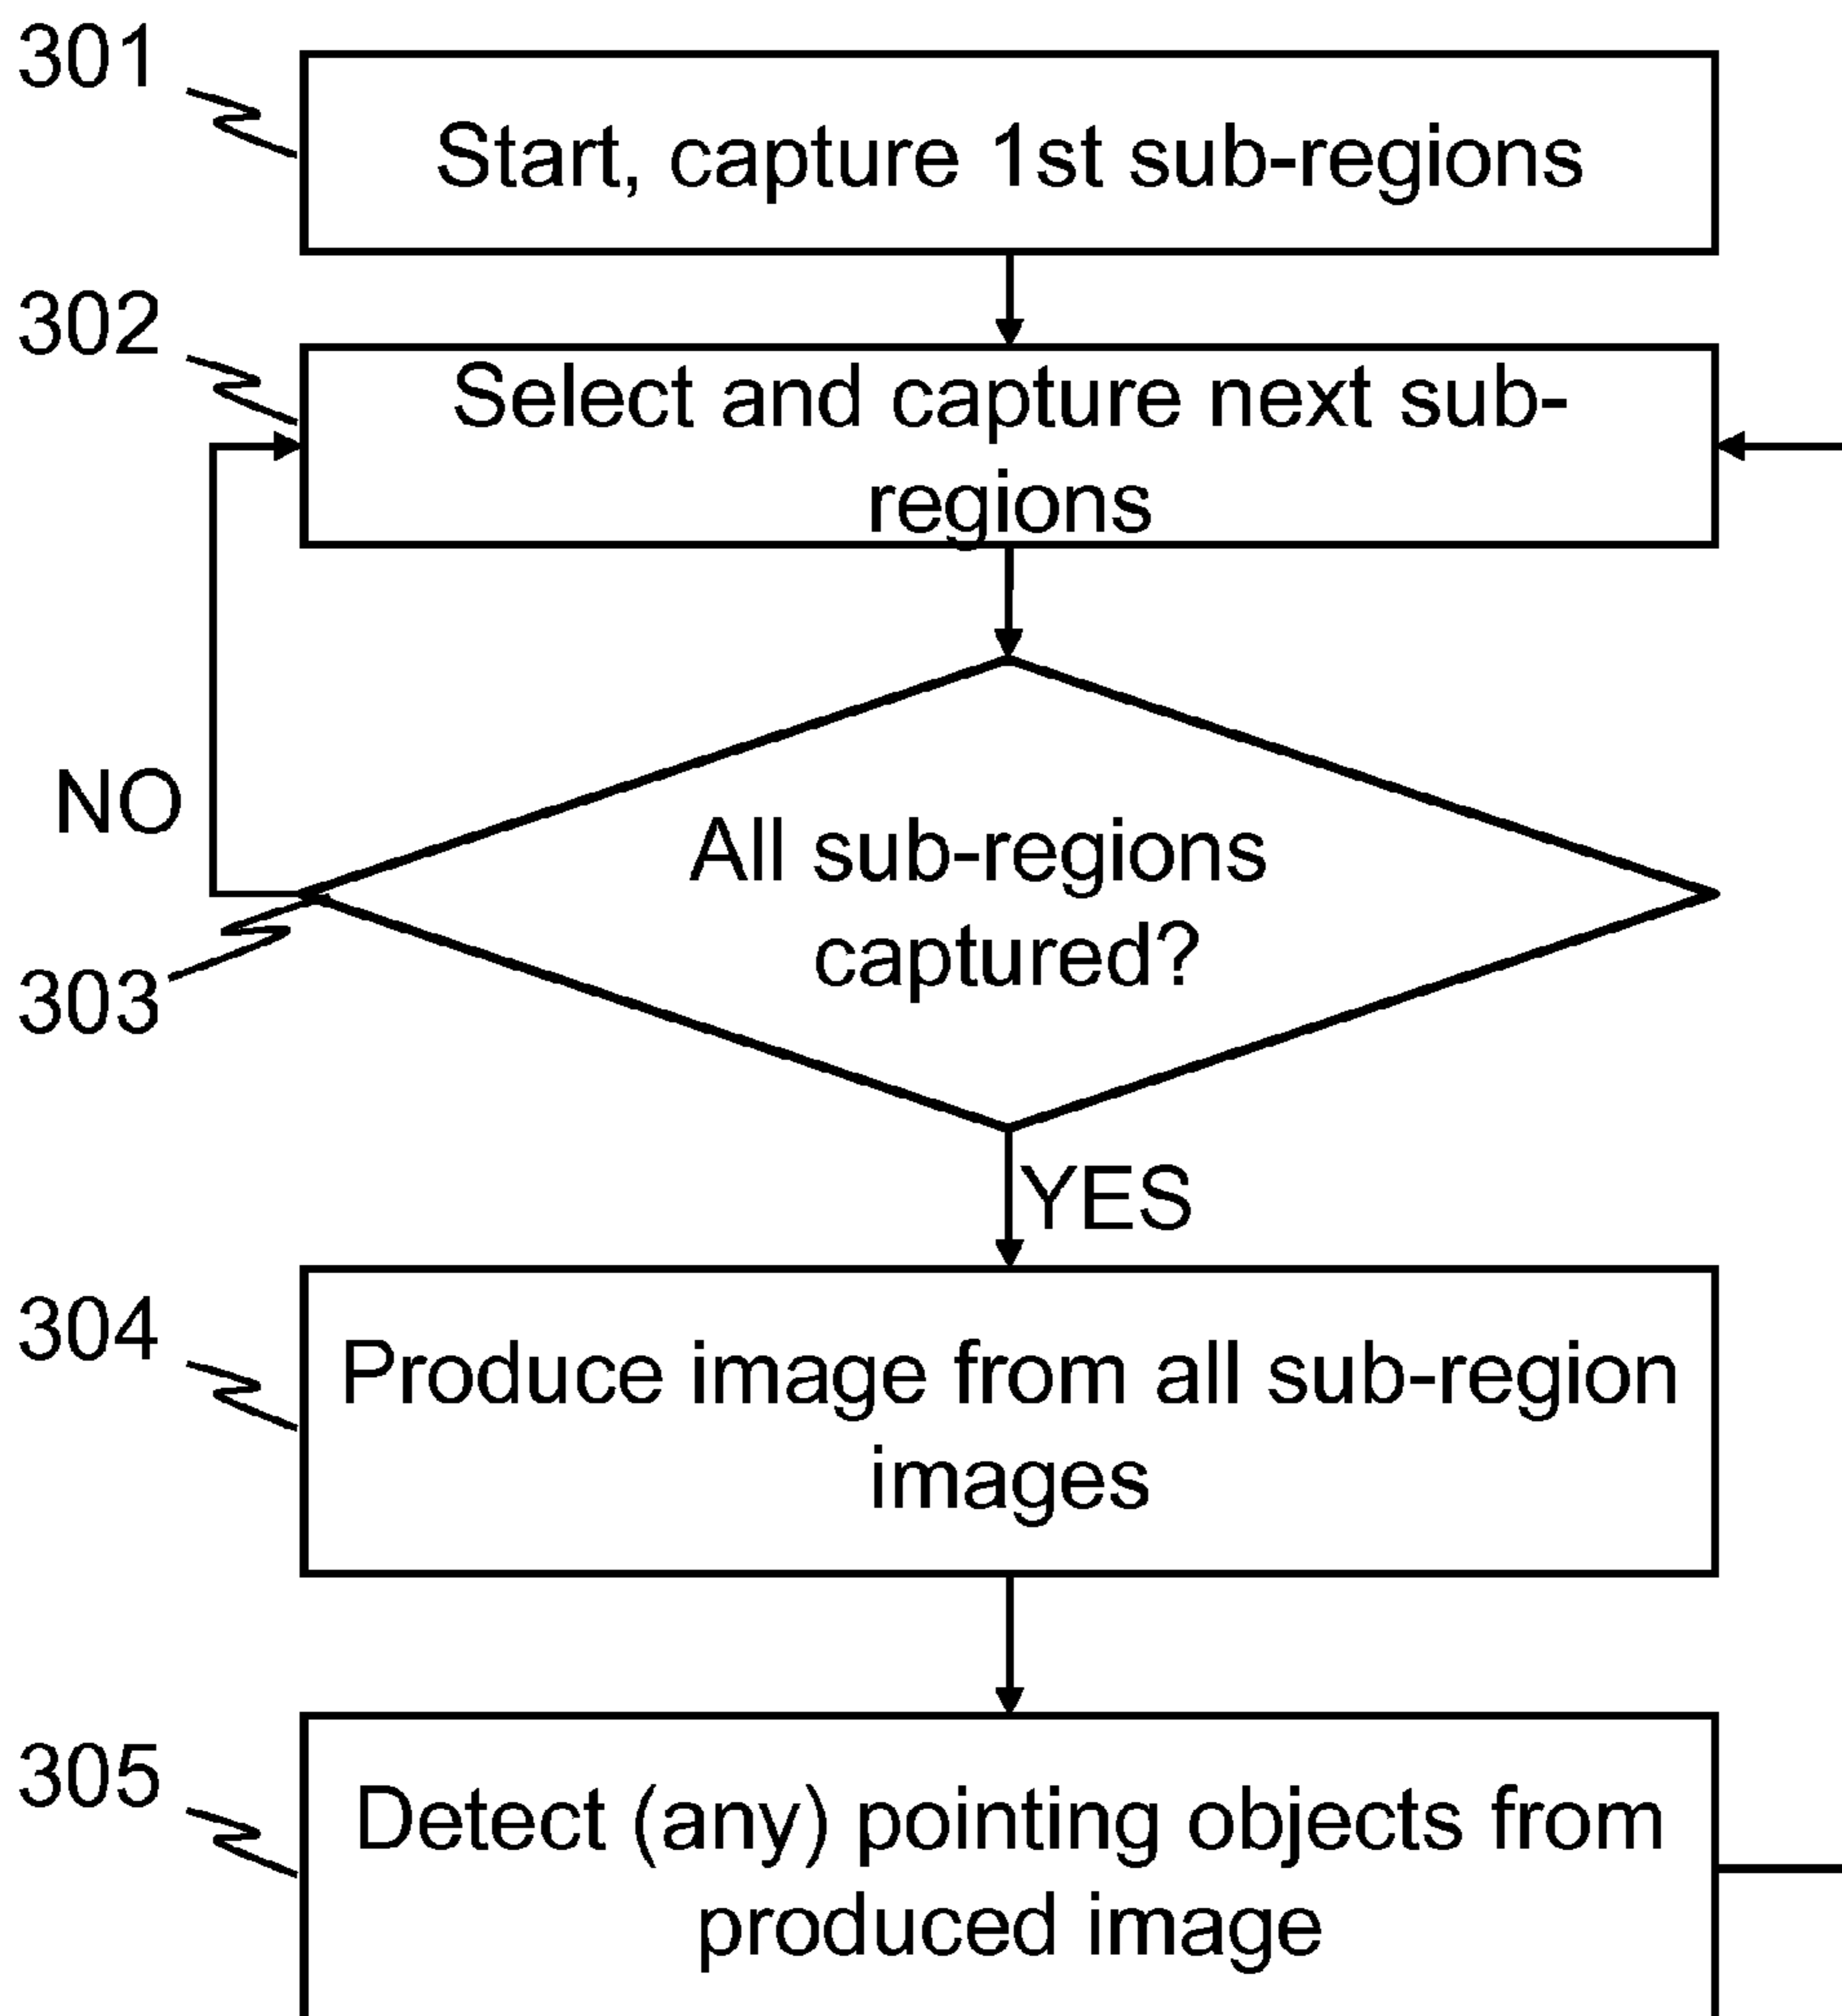 301
Start, capture 1st sub-regions
302
Select and capture next sub-
regions
NO
All sub-regions
captured?
303
YES
304
Produce image from all sub-region
images
305
Detect (any) pointing objects from
produced image